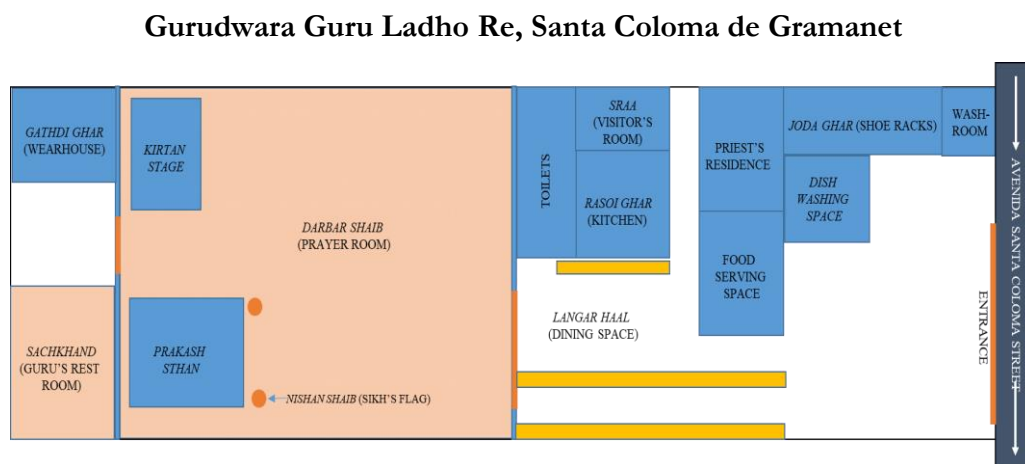 Gurudwara Guru Ladho Re, Santa Coloma de Gramanet
GATHDI GHAR
(WEARHOUSE)
KIRTAN
STAGE
DARBAR SHAIB
(PRAYER ROOM)
SACHKHAND
(GURU'S REST
ROOM)
PRAKASH
STHAN
NISHAN SHAIB (SIKH'S FLAG)
TOILETS
SRAA
(VISITOR'S
ROOM)
RASOI GHAR
(KITCHEN)
LANGAR HAAL
(DINING SPACE)
PRIEST'S
RESIDENCE
FOOD
SERVING
SPACE
JODA GHAR (SHOE RACKS)
DISH
WASHING
SPACE
WASH-
ROOM
ENTRANCE
AVENIDA SANTA COLOMA STREET